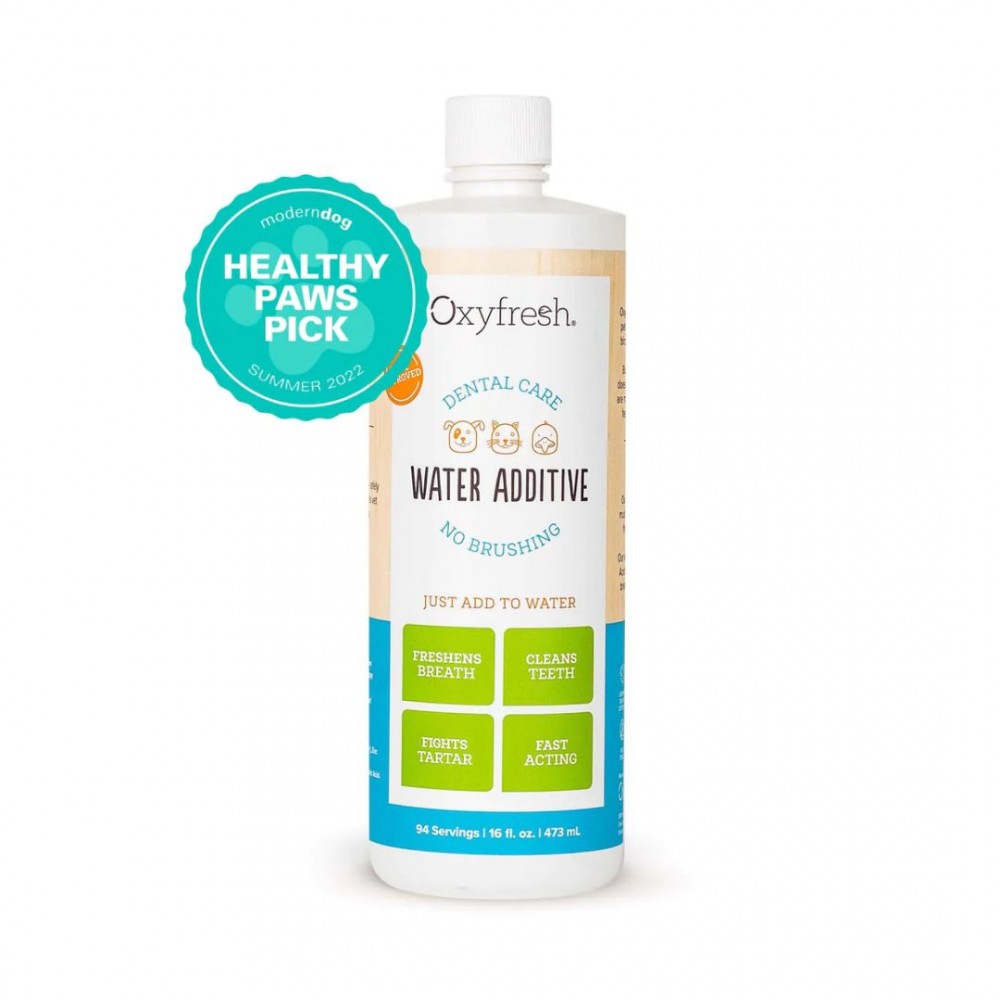 moderndog
HEALTHY
PAWS
PICK
SUMMER 2022
Oxyfresh®
DENTAL CARE
WATER ADDITIVE
NO BRUSHING
JUST ADD TO WATER
FRESHENS
BREATH
CLEANS
TEETH
FIGHTS
TARTAR
FAST
ACTING
94 Servings | 16 fl. oz. | 473 mL